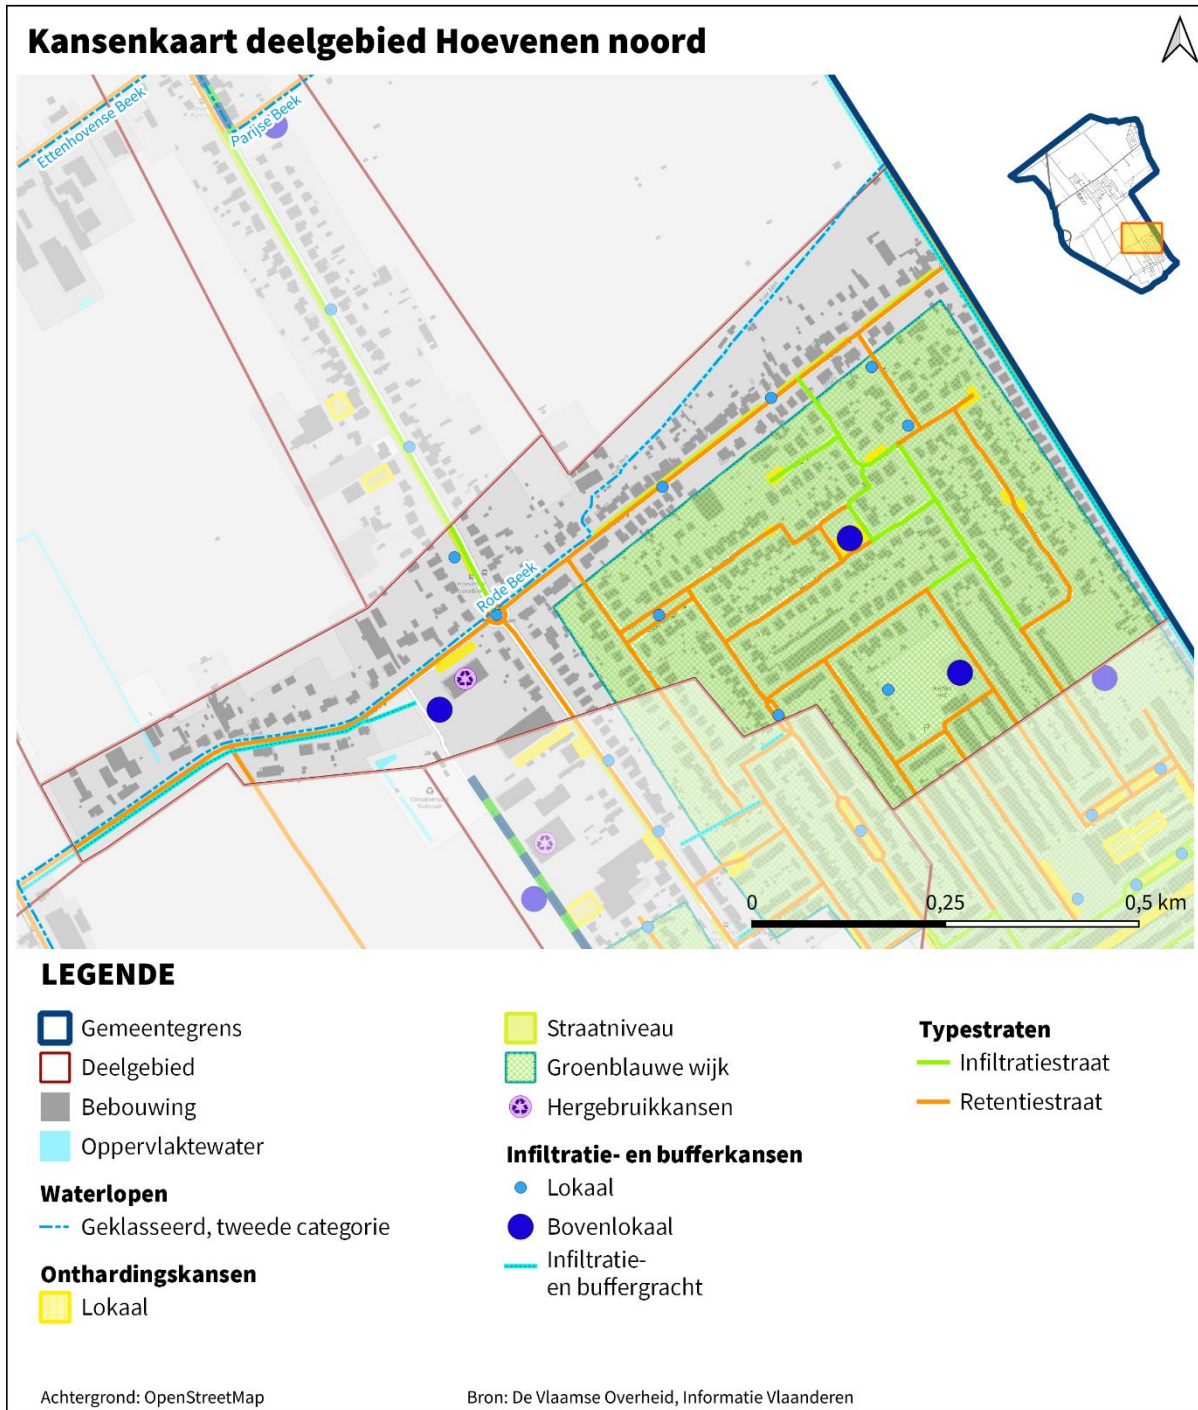 Kansenkaart deelgebied Hoevenen noord
Ettenhovense Beek
Parijse Beek
Rode Beek
0
0,25
0,5 km
LEGENDE
Gemeentegrens
Deelgebied
Bebouwing
Oppervlaktewater
Waterlopen
Geklasseerd, tweede categorie
Onthardingskansen
Lokaal
Straatniveau
Groenblauwe wijk
Hergebruikkansen
Infiltratie- en bufferkansen
Lokaal
Bovenlokaal
Infiltratie-
en buffergracht
Typestraten
Infiltratiestraat
Retentiestraat
Achtergrond: OpenStreetMap
Bron: De Vlaamse Overheid, Informatie Vlaanderen